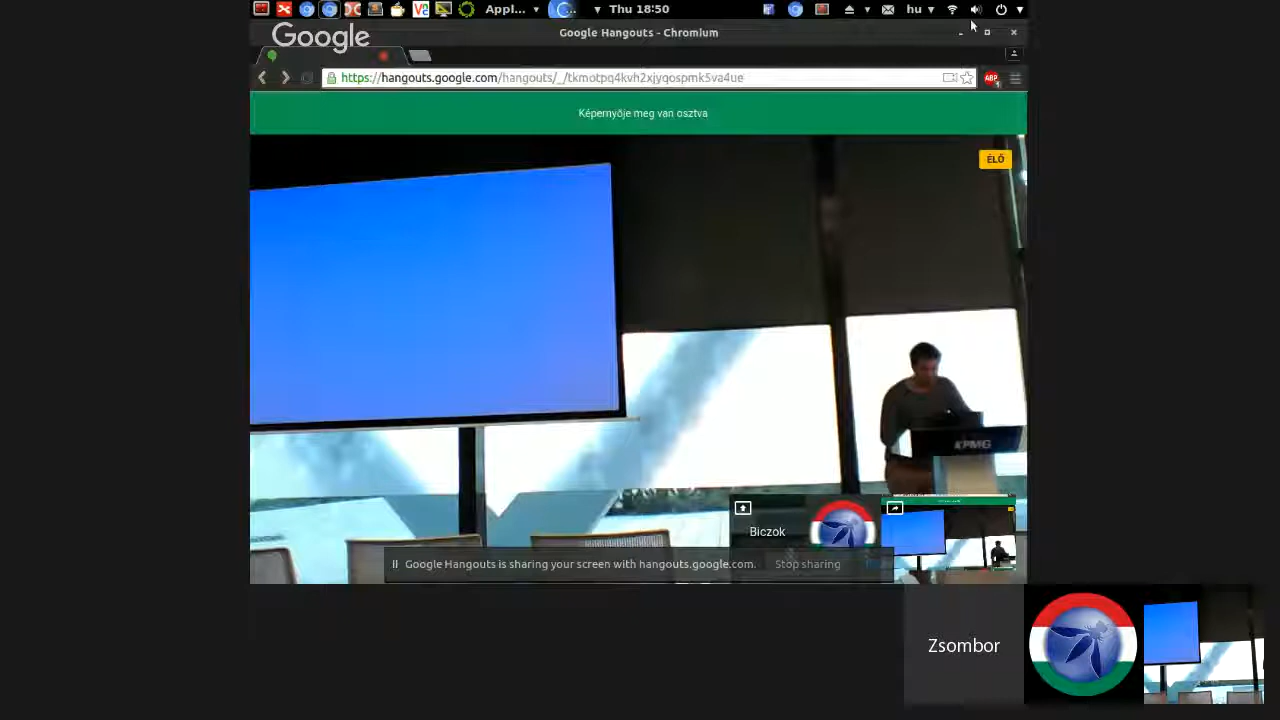 Appl...
Thu 18:50
hu
Google
Google Hangouts - Chromium
https://hangouts.google.com/hangouts/_/tkmotpq4kvh2xjyqospmk5va4ue
ABP
Képernyője meg van osztva
ÉLŐ
KPMG
Biczok
Google Hangouts is sharing your screen with hangouts.google.com.
Stop sharing
Zsombor